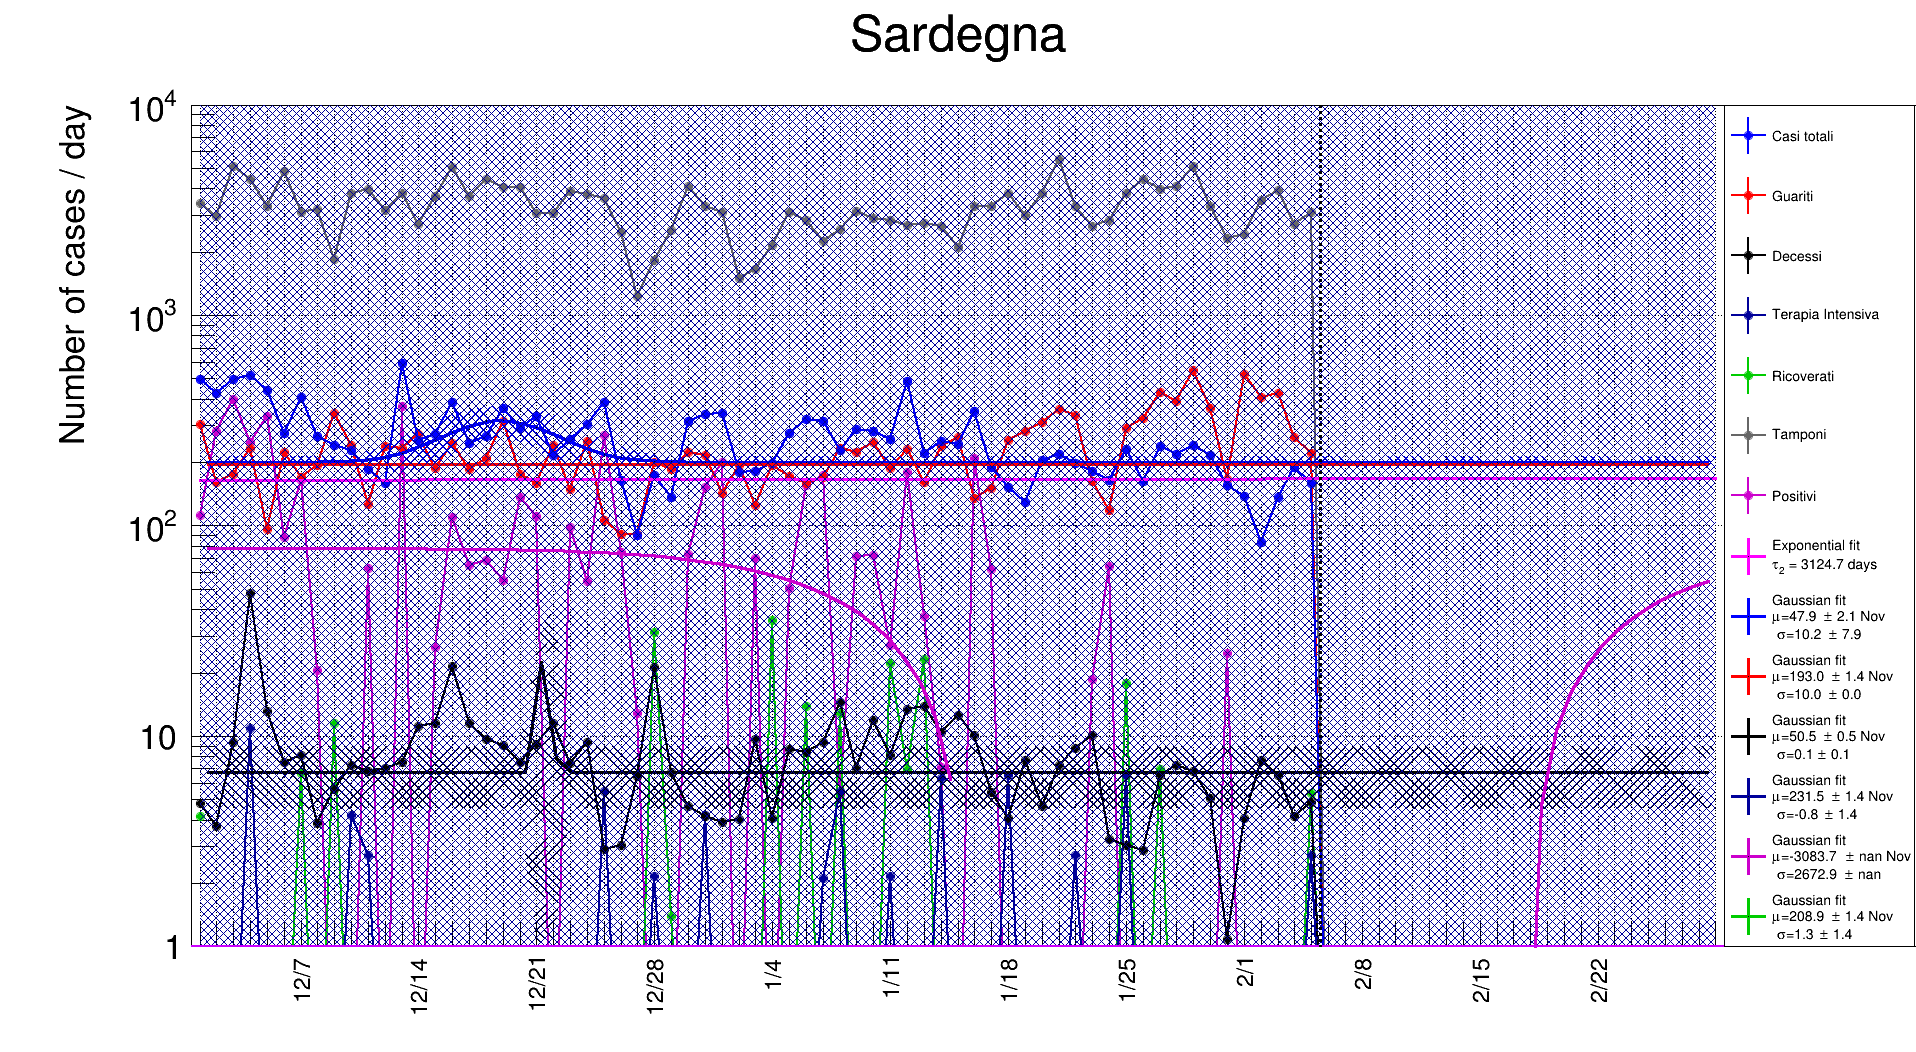 Sardegna
Number of cases / day
10^4
10^3
10^2
10
1
12/7
12/14
12/21
12/28
1/4
1/11
1/18
1/25
2/1
2/8
2/15
2/22
Casi totali
Guariti
Decessi
Terapia Intensiva
Ricoverati
Tamponi
Positivi
Exponential fit
τ₂ = 3124.7 days
Gaussian fit
μ=47.9 ± 2.1 Nov
σ=10.2 ± 7.9
Gaussian fit
μ=193.0 ± 1.4 Nov
σ=10.0 ± 0.0
Gaussian fit
μ=50.5 ± 0.5 Nov
σ=0.1 ± 0.1
Gaussian fit
μ=231.5 ± 1.4 Nov
σ=-0.8 ± 1.4
Gaussian fit
μ=-3083.7 ± nan Nov
σ=2672.9 ± nan
Gaussian fit
μ=208.9 ± 1.4 Nov
σ=1.3 ± 1.4